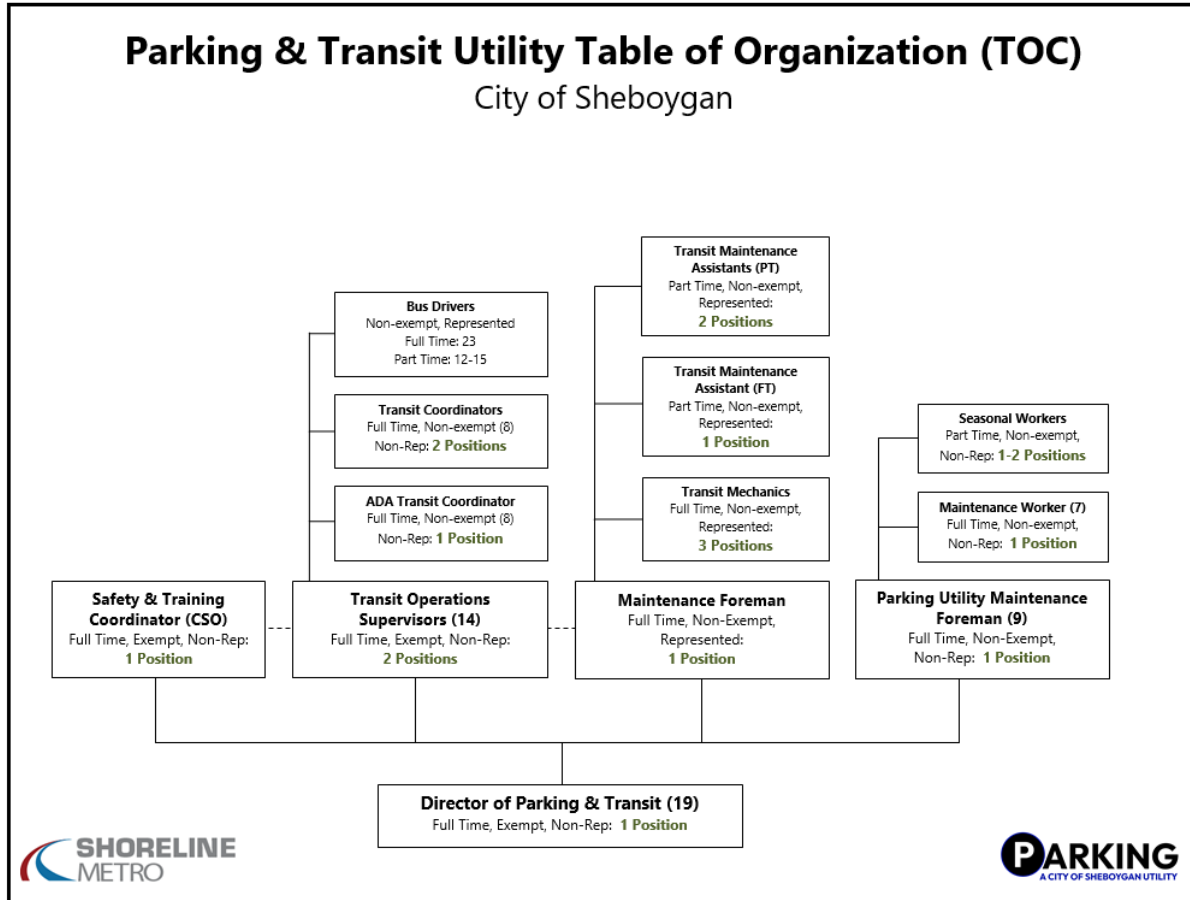 Parking & Transit Utility Table of Organization (TOC)
City of Sheboygan
Transit Maintenance
Assistants (PT)
Part Time, Non-exempt,
Represented:
2 Positions
Bus Drivers
Non-exempt, Represented
Full Time: 23
Part Time: 12-15
Transit Maintenance
Assistant (FT)
Part Time, Non-exempt,
Represented:
1 Position
Transit Coordinators
Full Time, Non-exempt (8)
Non-Rep: 2 Positions
Seasonal Workers
Part Time, Non-exempt,
Non-Rep: 1-2 Positions
ADA Transit Coordinator
Full Time, Non-exempt (8)
Non-Rep: 1 Position
Transit Mechanics
Full Time, Non-exempt,
Represented:
3 Positions
Maintenance Worker (7)
Full Time, Non-exempt,
Non-Rep: 1 Position
Safety & Training
Coordinator (CSO)
Full Time, Exempt, Non-Rep:
1 Position
Transit Operations
Supervisors (14)
Full Time, Exempt, Non-Rep:
2 Positions
Maintenance Foreman
Full Time, Non-Exempt,
Represented:
1 Position
Parking Utility Maintenance
Foreman (9)
Full Time, Non-Exempt,
Non-Rep: 1 Position
Director of Parking & Transit (19)
Full Time, Exempt, Non-Rep: 1 Position
SHORELINE
METRO
PARKING
A CITY OF SHEBOYGAN UTILITY